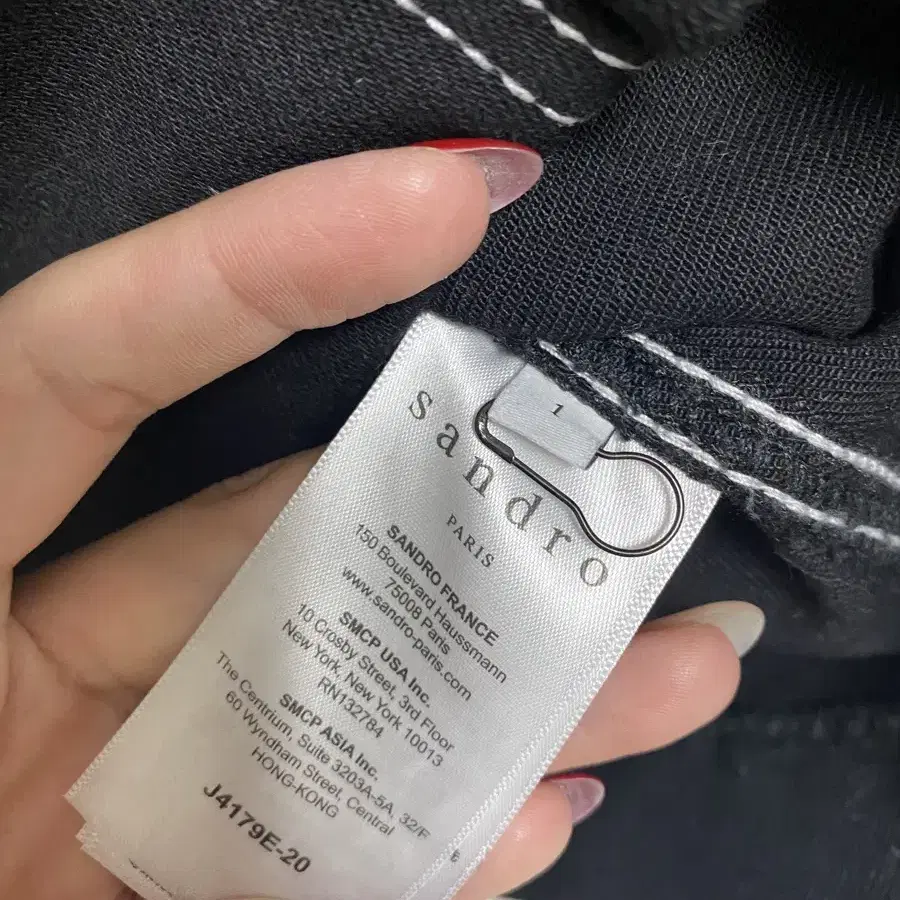 1
sandro
PARIS
SANDRO FRANCE
150 Boulevard Haussmann
75008 Paris
www.sandro-paris.com
SMCP USA Inc.
10 Crosby Street, 3rd Floor
New York, New York 10013
RN132784
SMCP ASIA Inc.
The Centrium, Suite 3203A-5A, 32/F
60 Wyndham Street, Central
HONG-KONG
J4179E-20